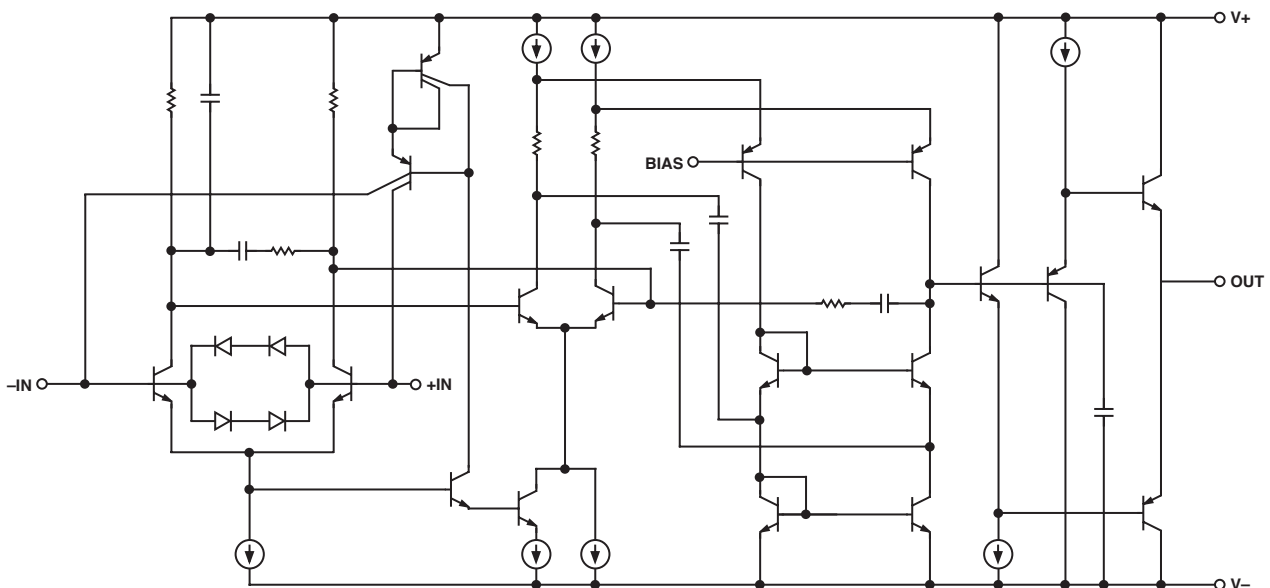 V+
BIAS
OUT
–IN
+IN
V–